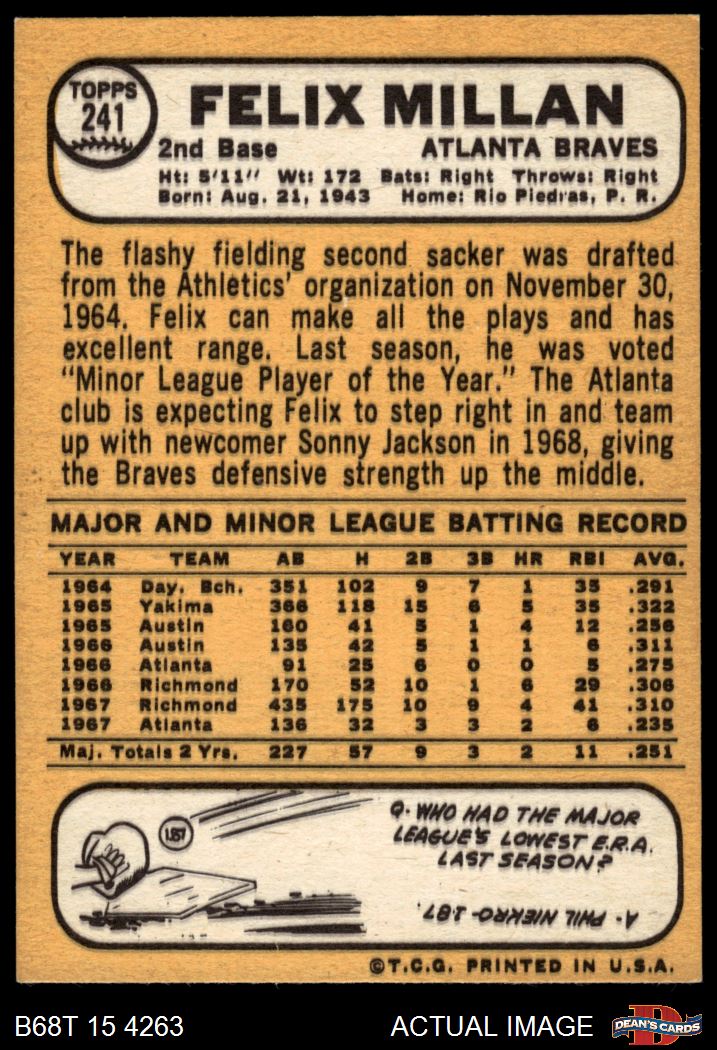 TOPPS
241
FELIX MILLAN
2nd Base ATLANTA BRAVES
Ht: 5'11" Wt: 172 Bats: Right Throws: Right
Born: Aug. 21, 1943 Home: Rio Piedras, P. R.
The flashy fielding second sacker was drafted
from the Athletics' organization on November 30,
1964. Felix can make all the plays and has
excellent range. Last season, he was voted
"Minor League Player of the Year." The Atlanta
club is expecting Felix to step right in and team
up with newcomer Sonny Jackson in 1968, giving
the Braves defensive strength up the middle.
MAJOR AND MINOR LEAGUE BATTING RECORD
YEAR TEAM AB H 2B 3B HR RBI AVG.
1964 Day. Bch. 351 102 9 7 1 35 .291
1965 Yakima 366 118 15 6 5 35 .322
1965 Austin 160 41 5 1 4 12 .256
1966 Austin 135 42 5 1 1 6 .311
1966 Atlanta 91 25 6 0 0 5 .275
1966 Richmond 170 52 10 1 6 29 .306
1967 Richmond 435 175 10 9 4 41 .310
1967 Atlanta 136 32 3 3 2 6 .235
Maj. Totals 2 Yrs. 227 57 9 3 2 11 .251
1.87
Q. WHO HAD THE MAJOR
LEAGUE'S LOWEST E.R.A.
LAST SEASON?
A. PHIL NIEKRO - 1.87.
©T.C.G. PRINTED IN U.S.A.
B68T 15 4263 ACTUAL IMAGE
D
DEAN'S CARDS